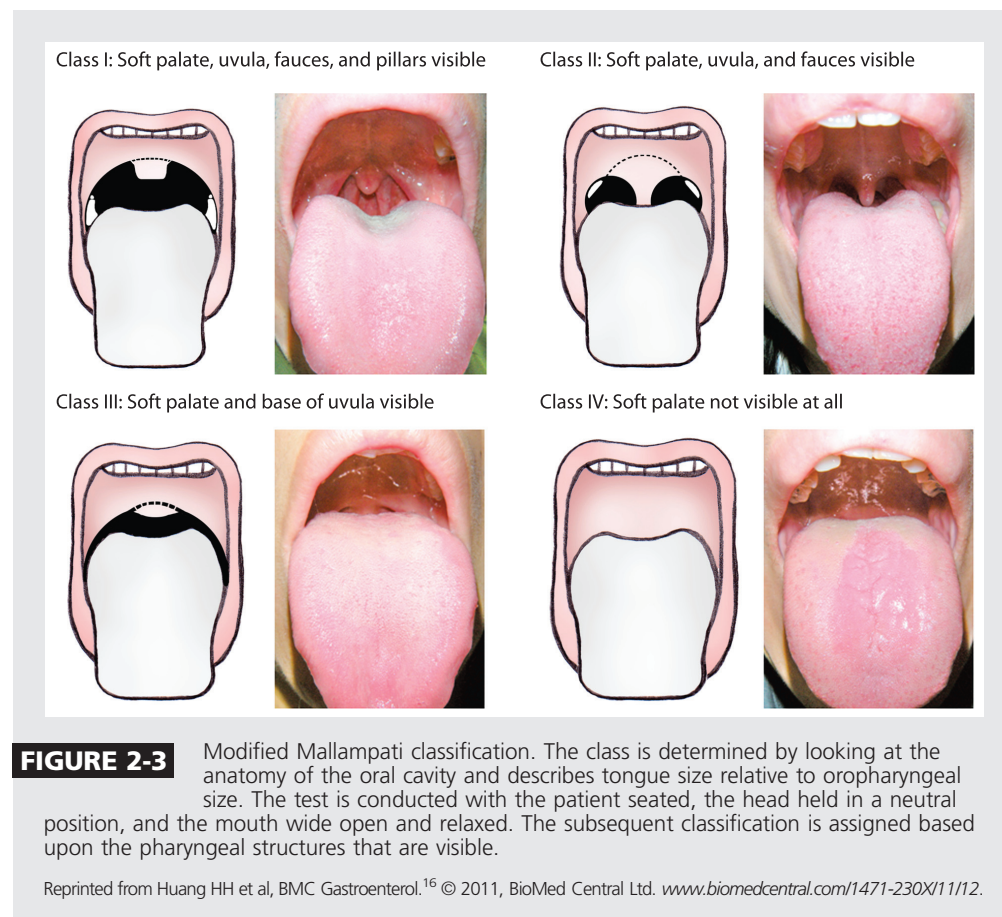 Class I: Soft palate, uvula, fauces, and pillars visible
Class II: Soft palate, uvula, and fauces visible
Class III: Soft palate and base of uvula visible
Class IV: Soft palate not visible at all
FIGURE 2-3
Modified Mallampati classification. The class is determined by looking at the
anatomy of the oral cavity and describes tongue size relative to oropharyngeal
size. The test is conducted with the patient seated, the head held in a neutral
position, and the mouth wide open and relaxed. The subsequent classification is assigned based
upon the pharyngeal structures that are visible.
Reprinted from Huang HH et al, BMC Gastroenterol.16 © 2011, BioMed Central Ltd. www.biomedcentral.com/1471-230X/11/12.